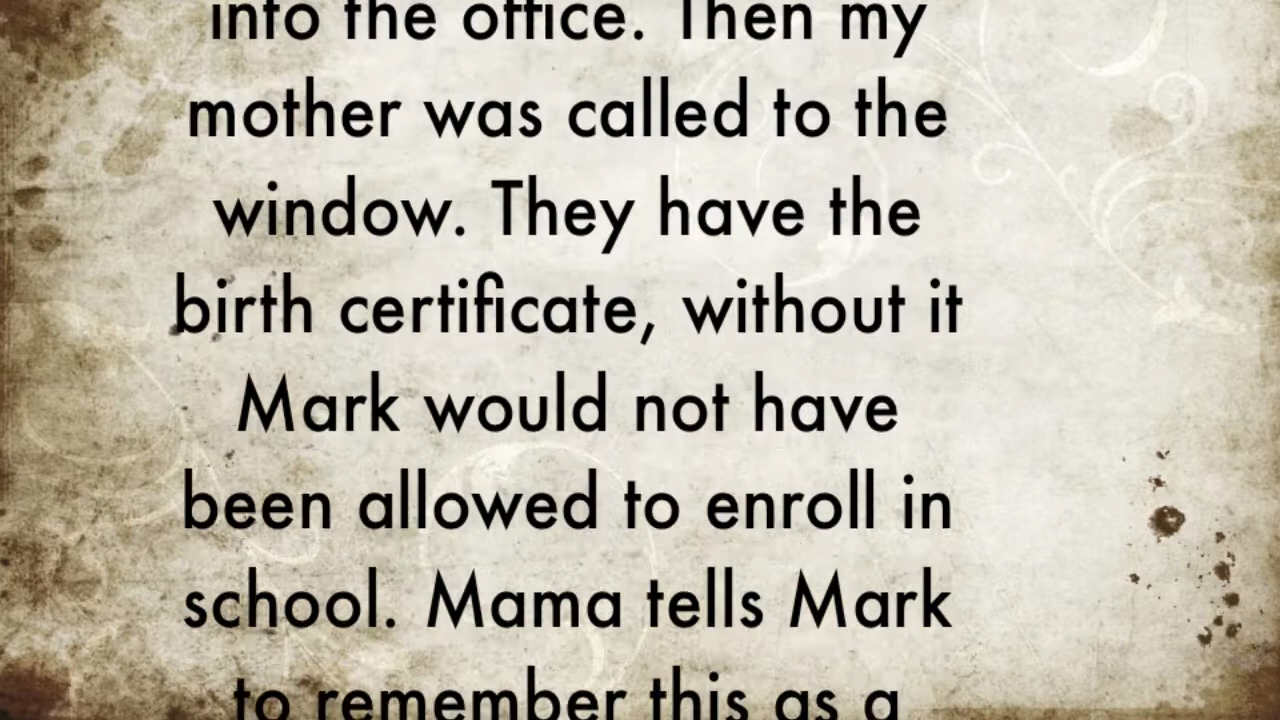 into the office. Then my
mother was called to the
window. They have the
birth certificate, without it
Mark would not have
been allowed to enroll in
school. Mama tells Mark
to remember this as a